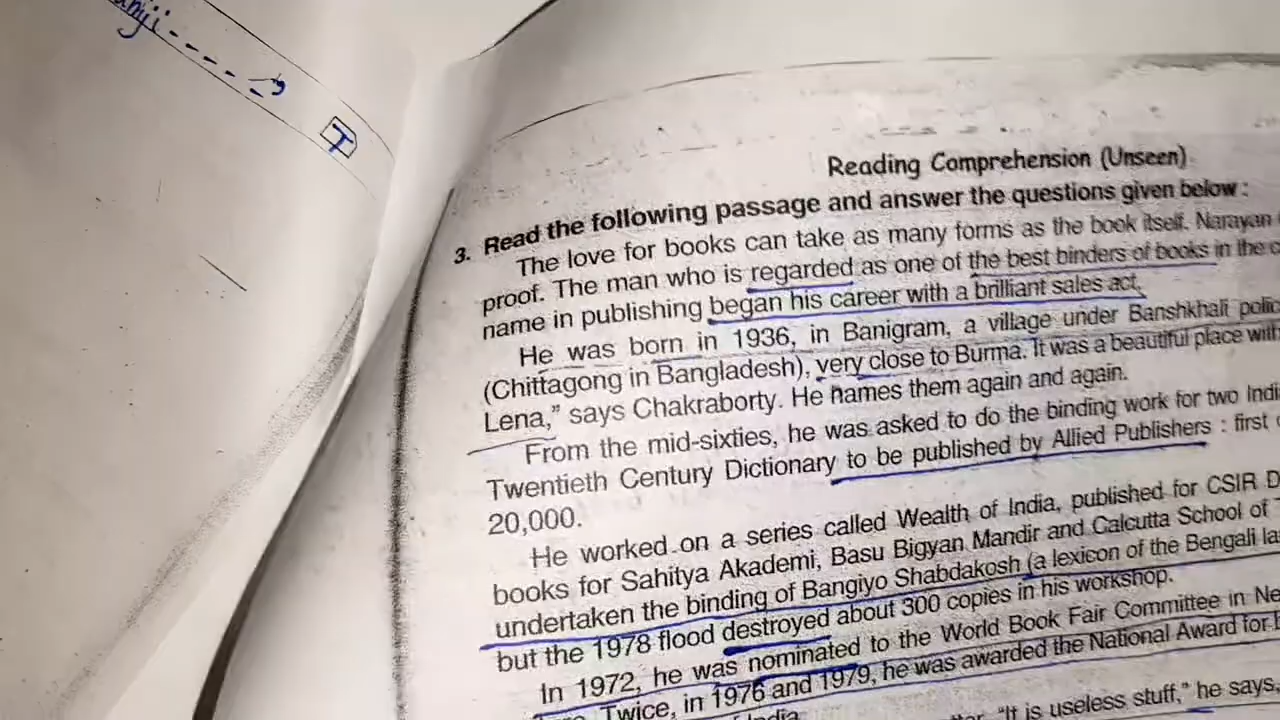 T
Reading Comprehension (Unseen)
3. Read the following passage and answer the questions given below :
The love for books can take as many forms as the book itself. Narayan
proof. The man who is regarded as one of the best binders of books in the
name in publishing began his career with a brilliant sales act.
He was born in 1936, in Banigram, a village under Banshkhali
(Chittagong in Bangladesh), very close to Burma. It was a beautiful place
Lena," says Chakraborty. He names them again and again.
From the mid-sixties, he was asked to do the binding work for two
Twentieth Century Dictionary to be published by Allied Publishers : first
20,000.
He worked on a series called Wealth of India, published for CSIR
books for Sahitya Akademi, Basu Bigyan Mandir and Calcutta School of
undertaken the binding of Bangiyo Shabdakosh (a lexicon of the Bengali
but the 1978 flood destroyed about 300 copies in his workshop.
In 1972, he was nominated to the World Book Fair Committee in
Twice, in 1976 and 1979, he was awarded the National Award for
"It is useless stuff," he says.
India